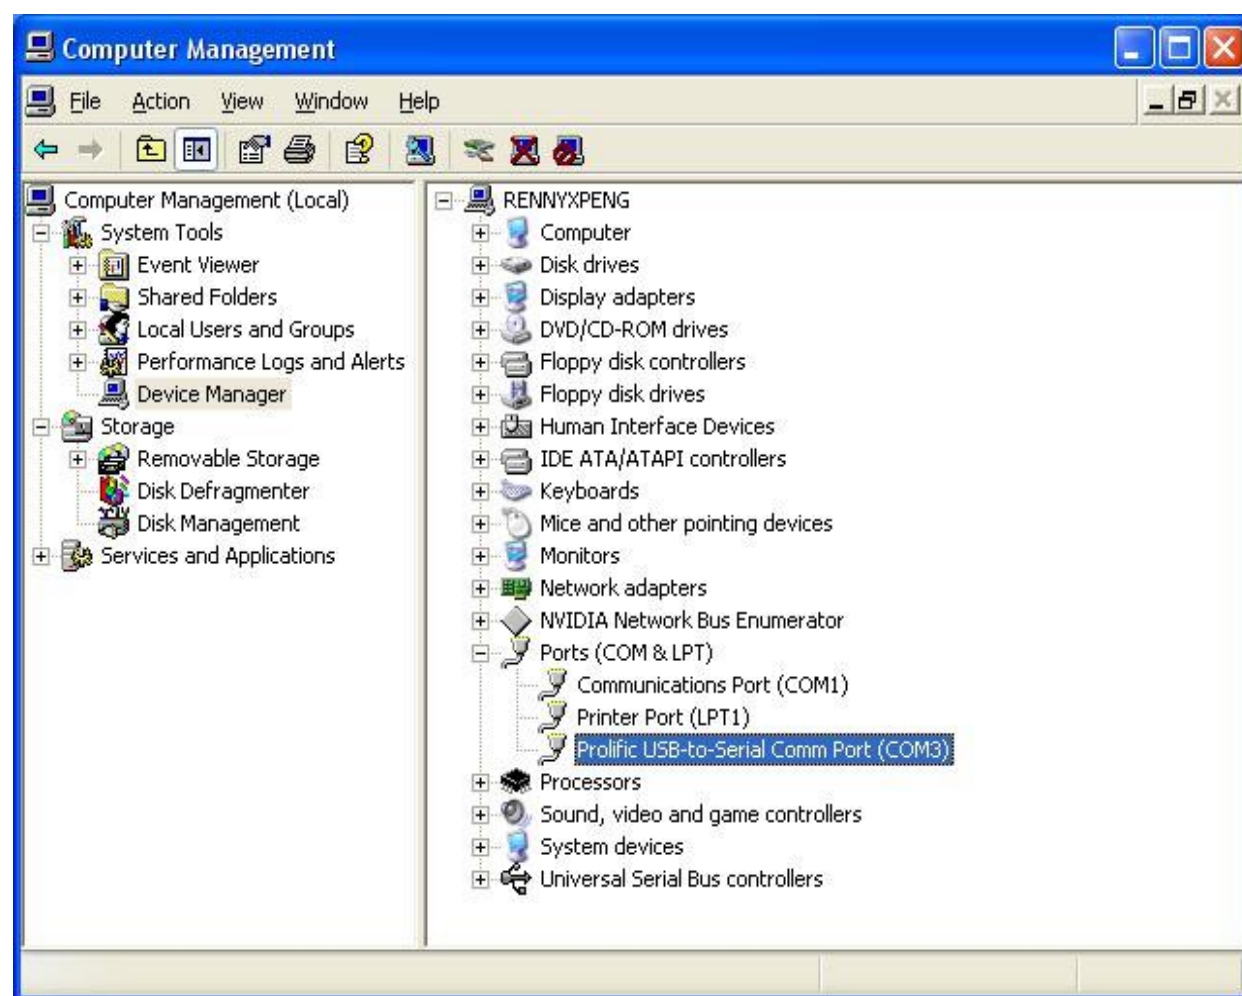 Computer Management
File Action View Window Help
Computer Management (Local)
System Tools
Event Viewer
Shared Folders
Local Users and Groups
Performance Logs and Alerts
Device Manager
Storage
Removable Storage
Disk Defragmenter
Disk Management
Services and Applications
RENNYXPENG
Computer
Disk drives
Display adapters
DVD/CD-ROM drives
Floppy disk controllers
Floppy disk drives
Human Interface Devices
IDE ATA/ATAPI controllers
Keyboards
Mice and other pointing devices
Monitors
Network adapters
NVIDIA Network Bus Enumerator
Ports (COM & LPT)
Communications Port (COM1)
Printer Port (LPT1)
Prolific USB-to-Serial Comm Port (COM3)
Processors
Sound, video and game controllers
System devices
Universal Serial Bus controllers